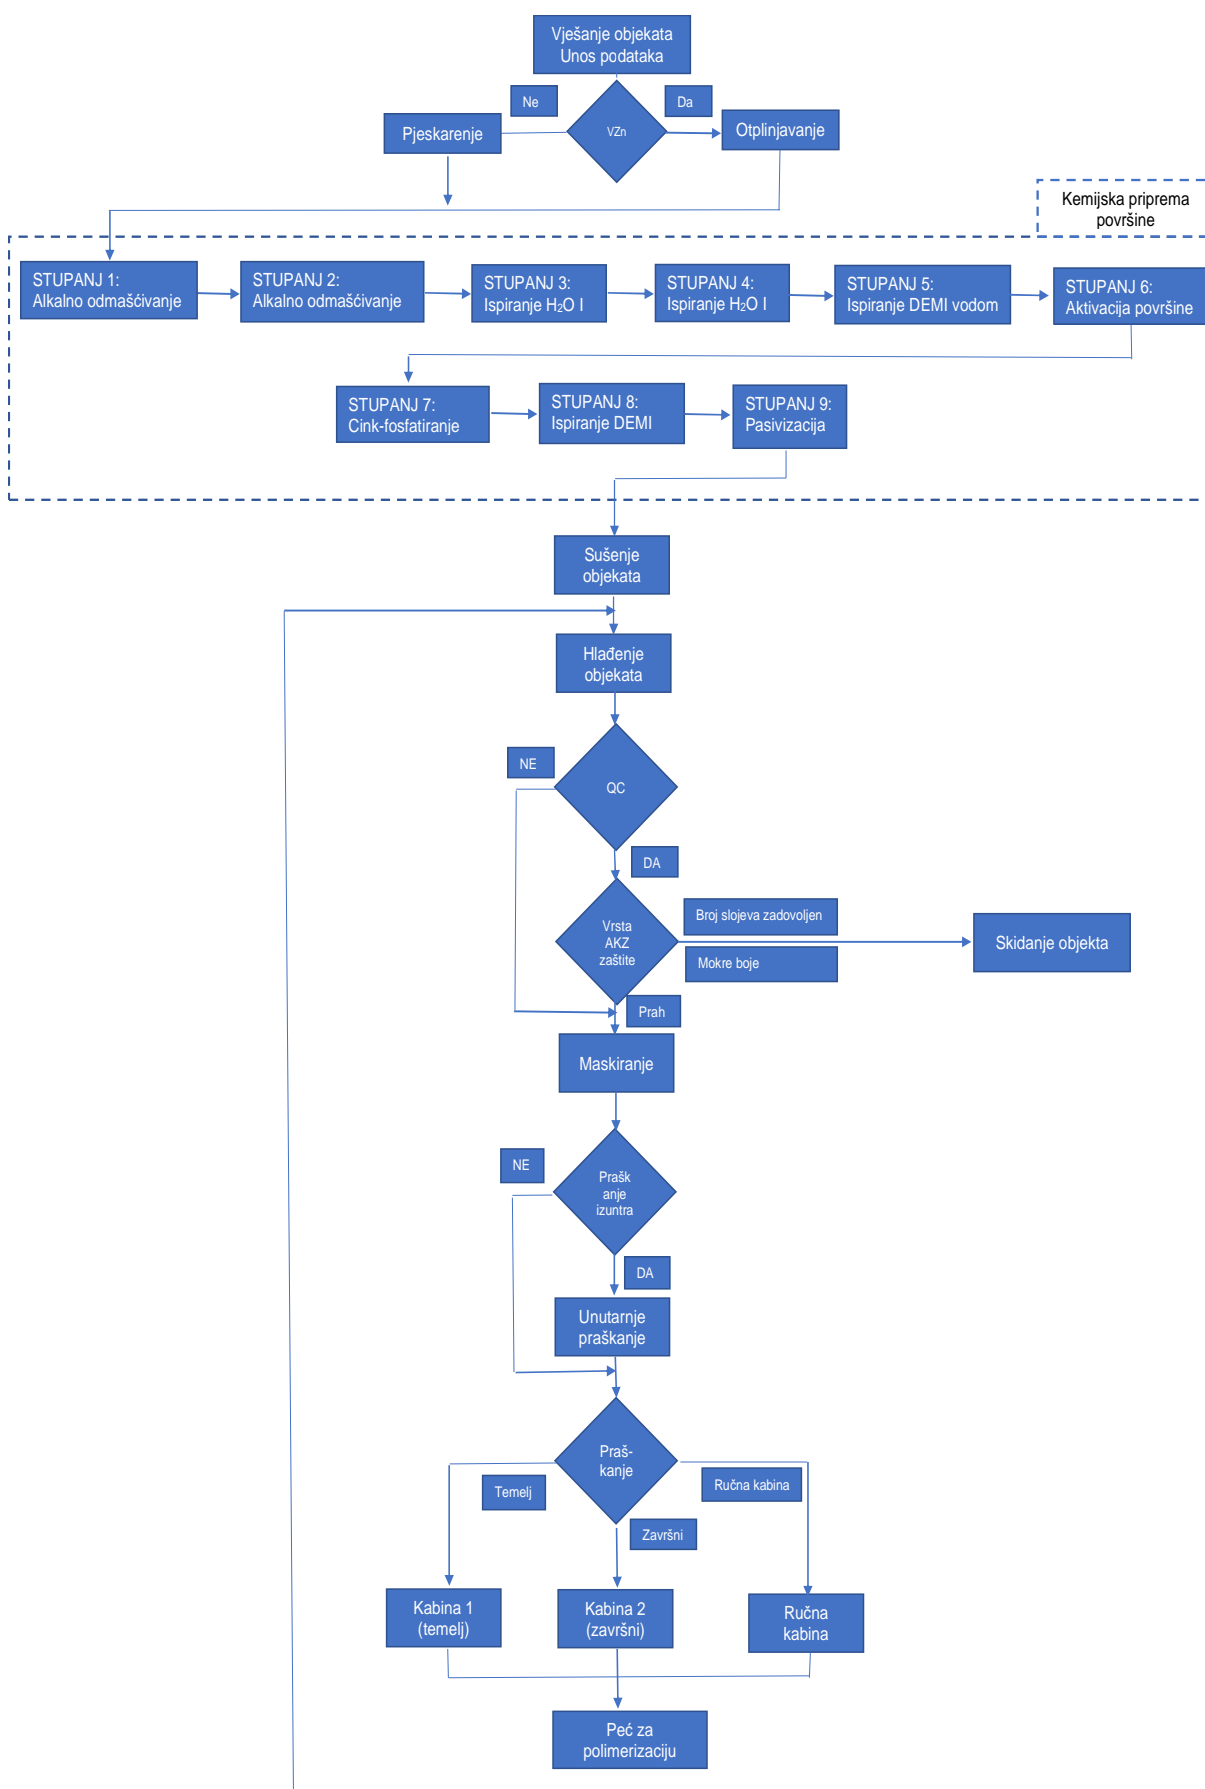 Vješanje objekata
Unos podataka
Ne
Da
Pjeskarenje
VZn
Otplinjavanje
Kemijska priprema
površine
STUPANJ 1:
Alkalno odmašćivanje
STUPANJ 2:
Alkalno odmašćivanje
STUPANJ 3:
Ispiranje H₂O I
STUPANJ 4:
Ispiranje H₂O I
STUPANJ 5:
Ispiranje DEMI vodom
STUPANJ 6:
Aktivacija površine
STUPANJ 7:
Cink-fosfatiranje
STUPANJ 8:
Ispiranje DEMI
STUPANJ 9:
Pasivizacija
Sušenje
objekata
Hlađenje
objekata
NE
QC
DA
Vrsta
AKZ
zaštite
Broj slojeva zadovoljen
Mokre boje
Skidanje objekta
Prah
Maskiranje
NE
Prašk
anje
izuntra
DA
Unutarnje
praškanje
Praš-
kanje
Temelj
Ručna kabina
Završni
Kabina 1
(temelj)
Kabina 2
(završni)
Ručna
kabina
Peć za
polimerizaciju